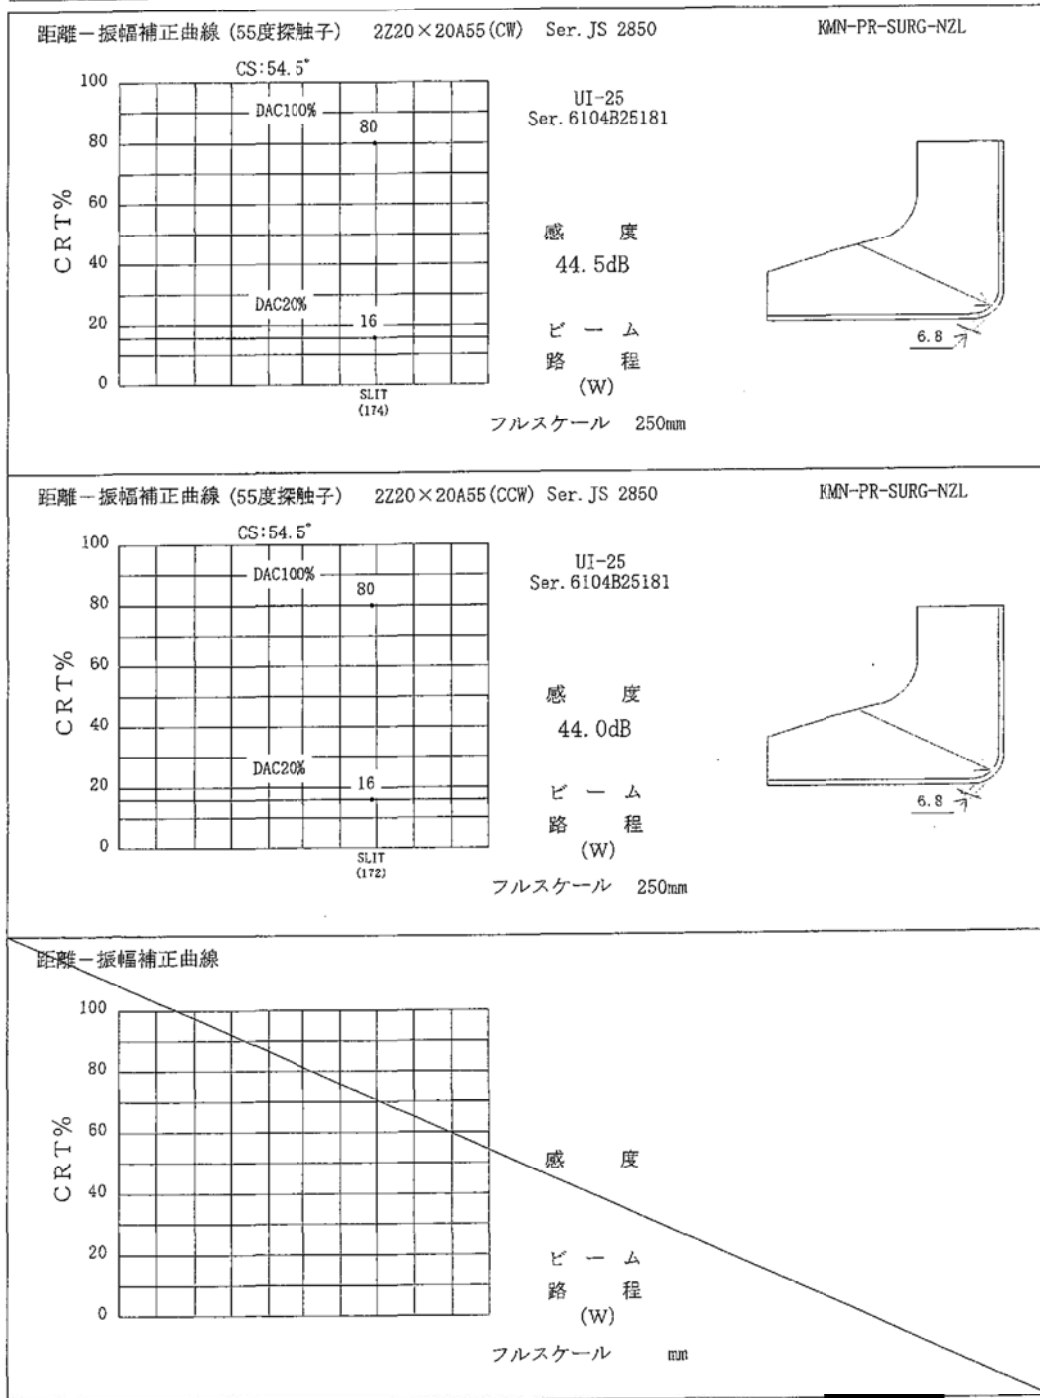 距離－振幅補正曲線 (55度探触子) 2Z20×20A55(CW) Ser. JS 2850 KMN-PR-SURG-NZL
CS:54.5°
100
DAC100%
80
80
60
40
DAC20%
20
16
0
CRT%
SLIT
(174)
UI-25
Ser. 6104B25181
感 度
44.5dB
ビ ー ム
路 程
(W)
フルスケール 250mm
6.8
距離－振幅補正曲線 (55度探触子) 2Z20×20A55(CCW) Ser. JS 2850 KMN-PR-SURG-NZL
CS:54.5°
100
DAC100%
80
80
60
40
DAC20%
20
16
0
CRT%
SLIT
(172)
UI-25
Ser. 6104B25181
感 度
44.0dB
ビ ー ム
路 程
(W)
フルスケール 250mm
6.8
距離－振幅補正曲線
100
80
60
40
20
0
CRT%
感 度
ビ ー ム
路 程
(W)
フルスケール mm